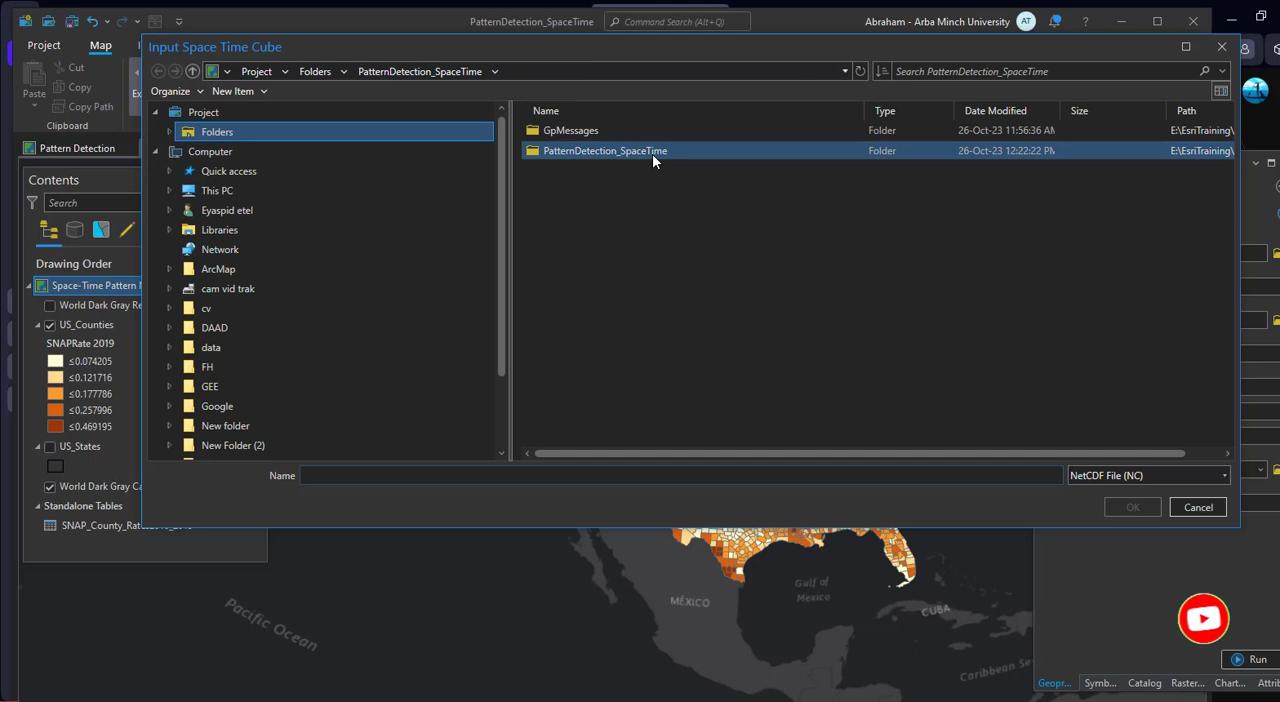 PatternDetection_SpaceTime
Command Search (Alt+Q)
Abraham - Arba Minch University
AT
?
Project
Map
Paste
Cut
Copy
Copy Path
Clipboard
Pattern Detection
Contents
Search
Drawing Order
Space-Time Pattern
World Dark Gray Re
US_Counties
SNAPRate 2019
≤0.074205
≤0.121716
≤0.177786
≤0.257996
≤0.469195
US_States
World Dark Gray Ca
Standalone Tables
SNAP_County_Rate
Input Space Time Cube
Project
Folders
PatternDetection_SpaceTime
Search PatternDetection_SpaceTime
Organize
New Item
Project
Folders
Computer
Quick access
This PC
Eyaspid etel
Libraries
Network
ArcMap
cam vid trak
cv
DAAD
data
FH
GEE
Google
New folder
New Folder (2)
Name
Type
Date Modified
Size
Path
GpMessages
Folder
26-Oct-23 11:56:36 AM
E:\EsriTraining\
PatternDetection_SpaceTime
Folder
26-Oct-23 12:22:22 PM
E:\EsriTraining\
Name
NetCDF File (NC)
OK
Cancel
Gulf of
Mexico
MÉXICO
CUBA
Pacific Ocean
Caribbean Se
Run
Geopr...
Symb...
Catalog
Raster...
Chart...
Attri